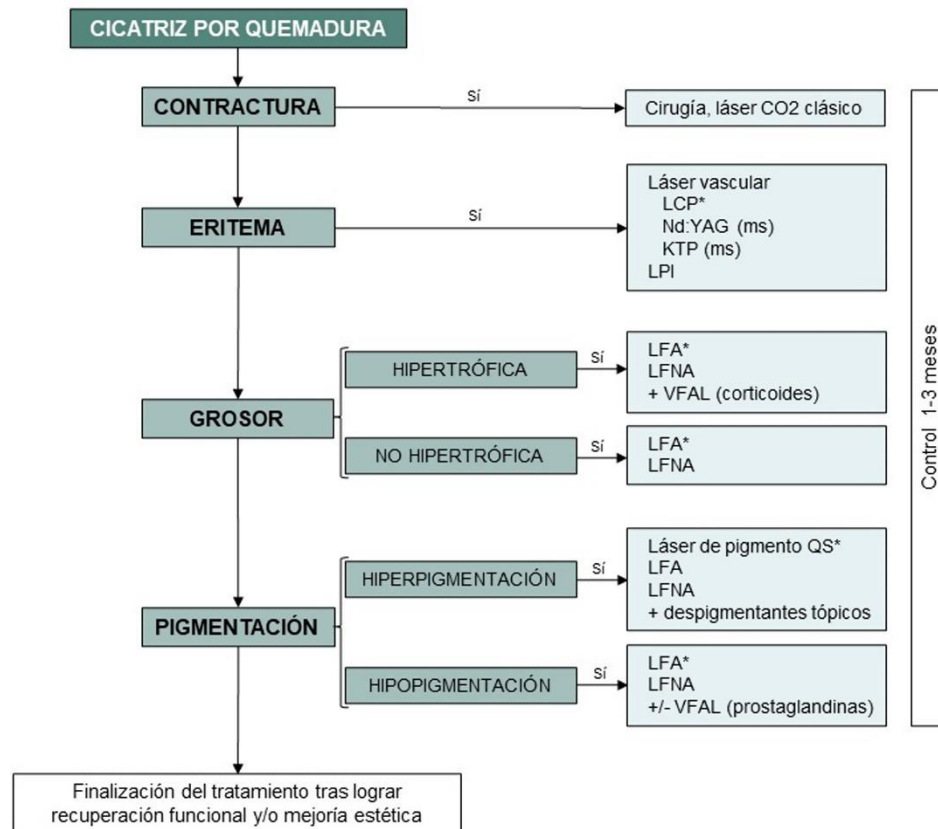 CICATRIZ POR QUEMADURA
CONTRACTURA
Sí
Cirugía, láser CO2 clásico
ERITEMA
Sí
Láser vascular
LCP*
Nd:YAG (ms)
KTP (ms)
LPI
GROSOR
HIPERTRÓFICA
Sí
LFA*
LFNA
+ VFAL (corticoides)
NO HIPERTRÓFICA
Sí
LFA*
LFNA
PIGMENTACIÓN
HIPERPIGMENTACIÓN
Sí
Láser de pigmento QS*
LFA
LFNA
+ despigmentantes tópicos
HIPOPIGMENTACIÓN
Sí
LFA*
LFNA
+/- VFAL (prostaglandinas)
Control 1-3 meses
Finalización del tratamiento tras lograr
recuperación funcional y/o mejoría estética